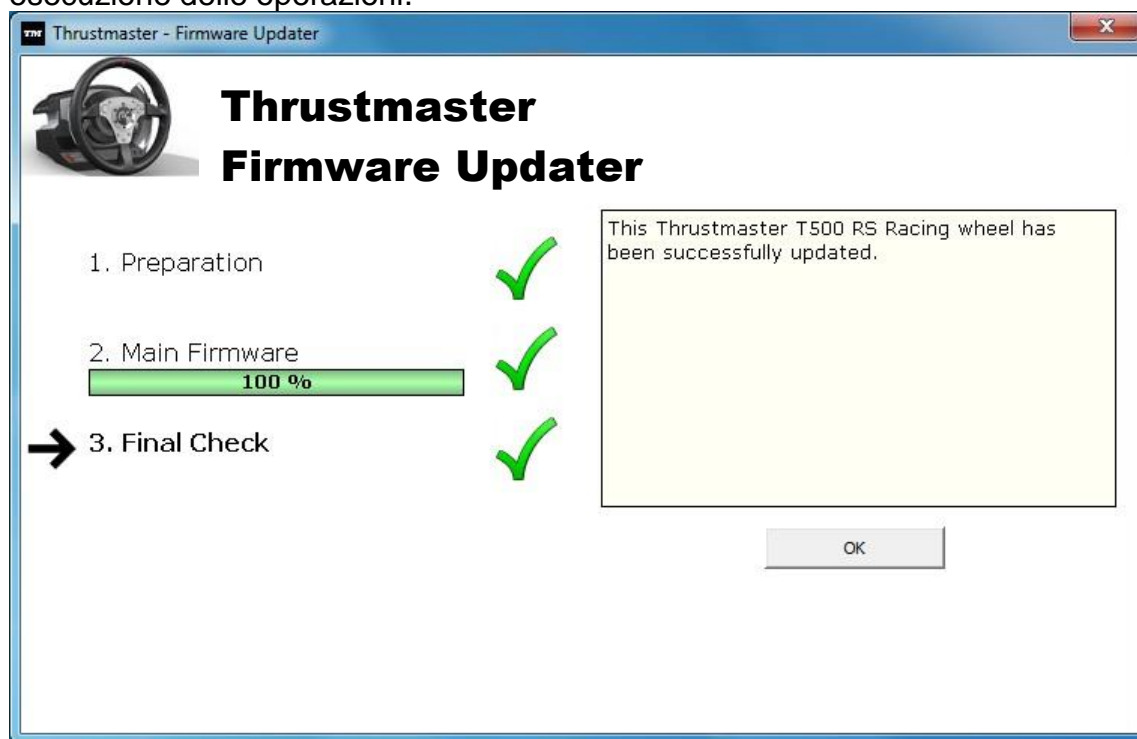 Thrustmaster - Firmware Updater
Thrustmaster
Firmware Updater
1. Preparation
2. Main Firmware
100 %
3. Final Check
This Thrustmaster T500 RS Racing wheel has
been successfully updated.
OK